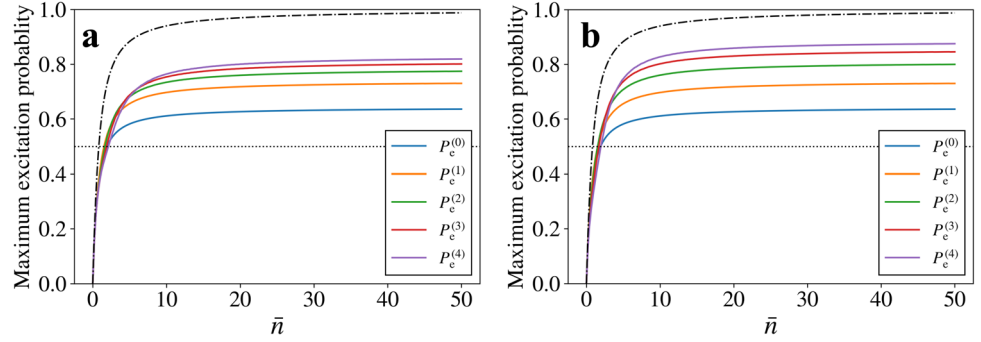 a
Maximum excitation probablity
1.0
0.8
0.6
0.4
0.2
0.0
P_e^(0)
P_e^(1)
P_e^(2)
P_e^(3)
P_e^(4)
0 10 20 30 40 50
n̄
b
Maximum excitation probablity
1.0
0.8
0.6
0.4
0.2
0.0
P_e^(0)
P_e^(1)
P_e^(2)
P_e^(3)
P_e^(4)
0 10 20 30 40 50
n̄